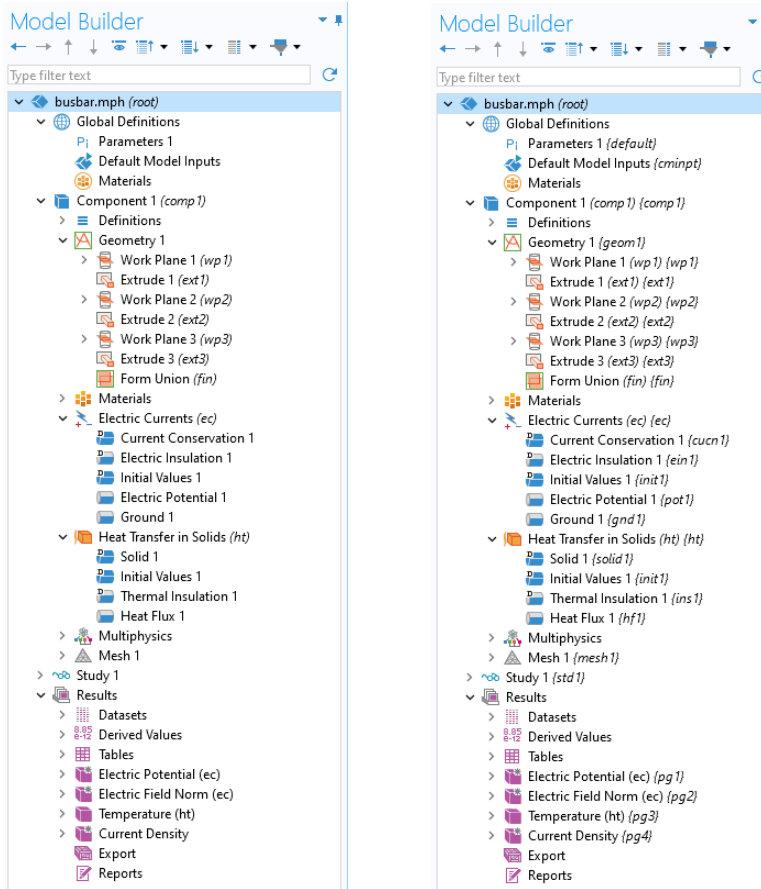 Model Builder
Type filter text
busbar.mph (root)
Global Definitions
Pi Parameters 1
Default Model Inputs
Materials
Component 1 (comp1)
Definitions
Geometry 1
Work Plane 1 (wp1)
Extrude 1 (ext1)
Work Plane 2 (wp2)
Extrude 2 (ext2)
Work Plane 3 (wp3)
Extrude 3 (ext3)
Form Union (fin)
Materials
Electric Currents (ec)
D Current Conservation 1
D Electric Insulation 1
D Initial Values 1
Electric Potential 1
Ground 1
Heat Transfer in Solids (ht)
D Solid 1
D Initial Values 1
D Thermal Insulation 1
Heat Flux 1
Multiphysics
Mesh 1
Study 1
Results
Datasets
8.85 e-12 Derived Values
Tables
Electric Potential (ec)
Electric Field Norm (ec)
Temperature (ht)
Current Density
Export
Reports
Model Builder
Type filter text
busbar.mph (root)
Global Definitions
Pi Parameters 1 {default}
Default Model Inputs {cminpt}
Materials
Component 1 (comp1) {comp1}
Definitions
Geometry 1 {geom1}
Work Plane 1 (wp1) {wp1}
Extrude 1 (ext1) {ext1}
Work Plane 2 (wp2) {wp2}
Extrude 2 (ext2) {ext2}
Work Plane 3 (wp3) {wp3}
Extrude 3 (ext3) {ext3}
Form Union (fin) {fin}
Materials
Electric Currents (ec) {ec}
D Current Conservation 1 {cucn1}
D Electric Insulation 1 {ein1}
D Initial Values 1 {init1}
Electric Potential 1 {pot1}
Ground 1 {gnd1}
Heat Transfer in Solids (ht) {ht}
D Solid 1 {solid1}
D Initial Values 1 {init1}
D Thermal Insulation 1 {ins1}
Heat Flux 1 {hf1}
Multiphysics
Mesh 1 {mesh1}
Study 1 {std1}
Results
Datasets
8.85 e-12 Derived Values
Tables
Electric Potential (ec) {pg1}
Electric Field Norm (ec) {pg2}
Temperature (ht) {pg3}
Current Density {pg4}
Export
Reports